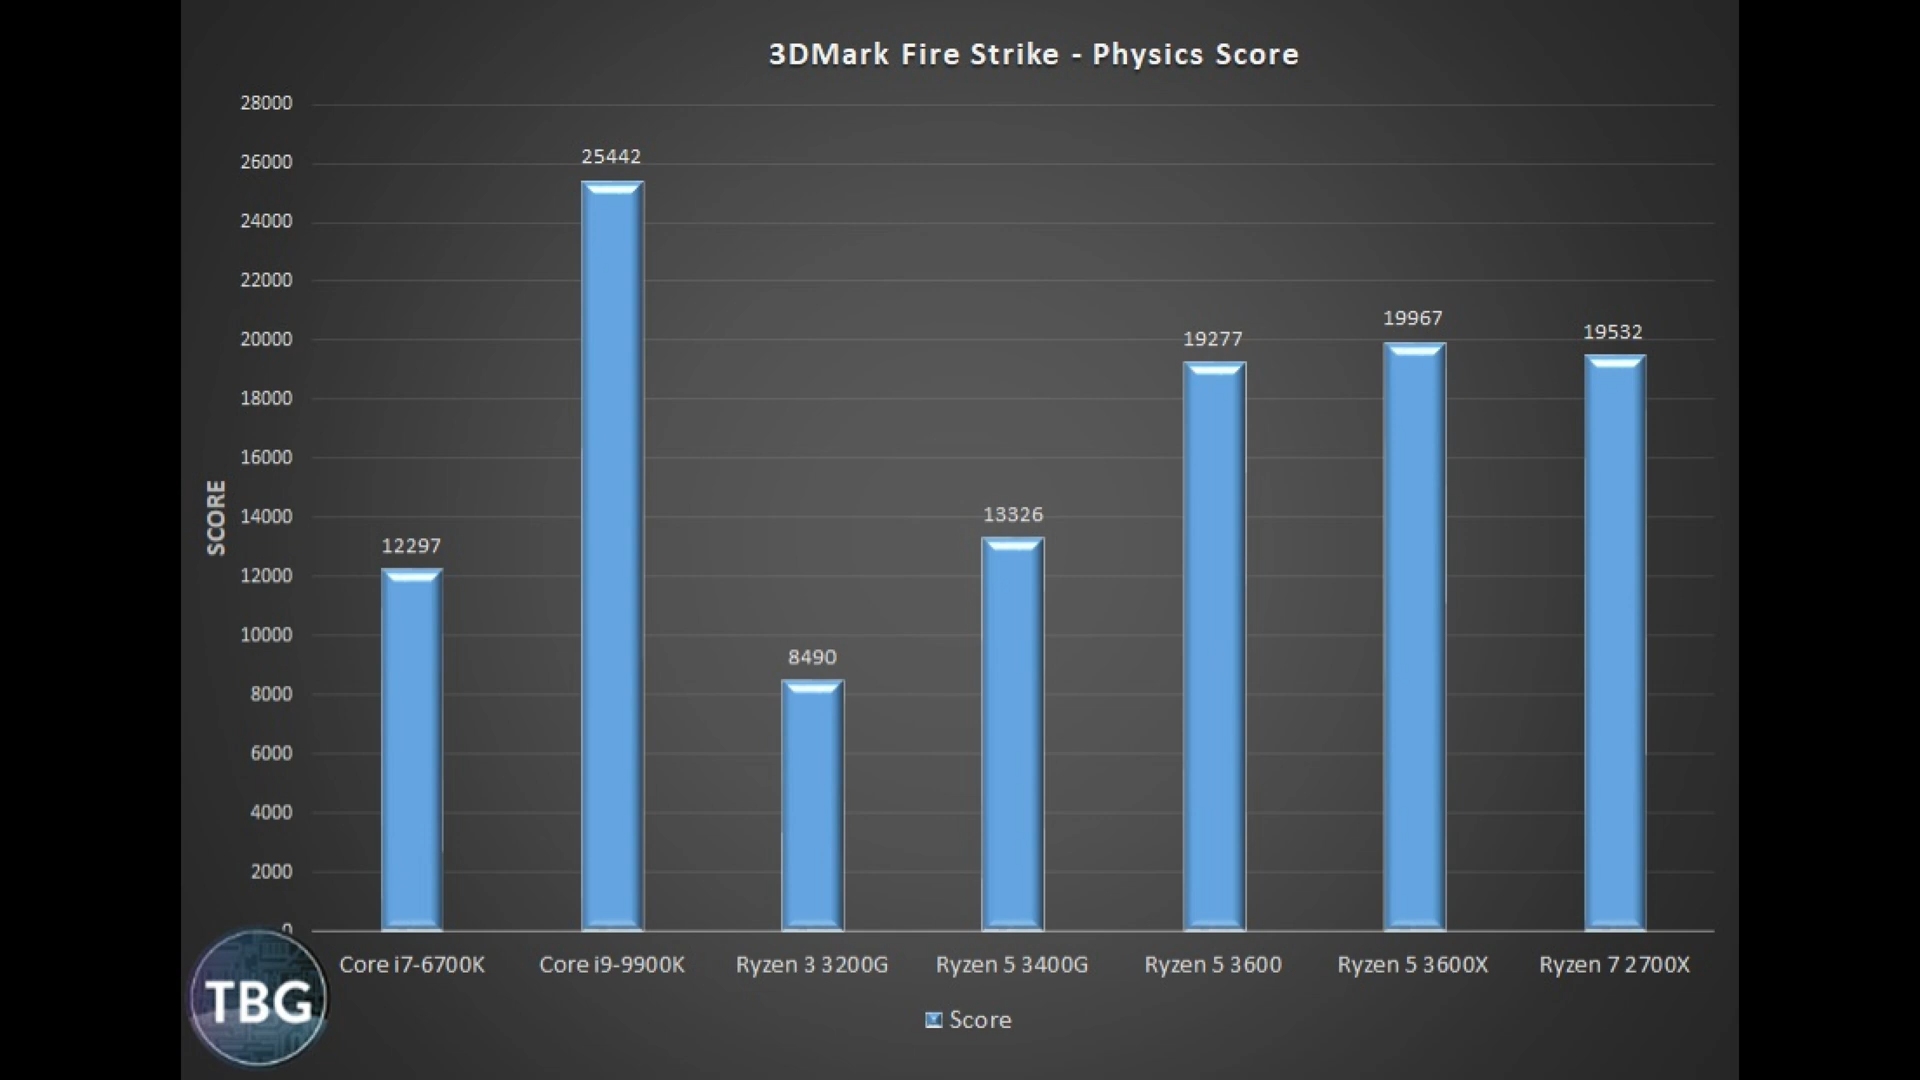 3DMark Fire Strike - Physics Score
28000
26000
24000
22000
20000
18000
16000
14000
12000
10000
8000
6000
4000
2000
0
SCORE
12297
25442
8490
13326
19277
19967
19532
Core i7-6700K
Core i9-9900K
Ryzen 3 3200G
Ryzen 5 3400G
Ryzen 5 3600
Ryzen 5 3600X
Ryzen 7 2700X
Score
TBG